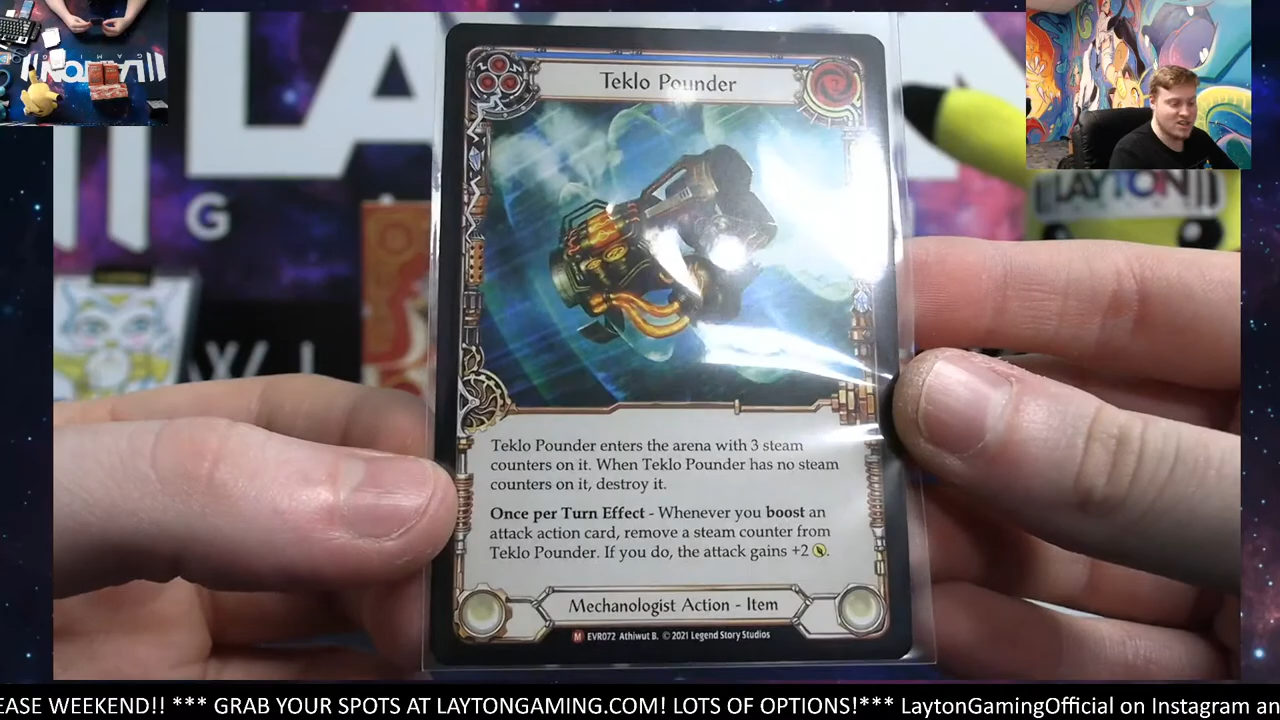 Teklo Pounder
LAYTON
G
Teklo Pounder enters the arena with 3 steam
counters on it. When Teklo Pounder has no steam
counters on it, destroy it.
Once per Turn Effect - Whenever you boost an
attack action card, remove a steam counter from
Teklo Pounder. If you do, the attack gains +2
Mechanologist Action - Item
M EVR072 Athiwut B. © 2021 Legend Story Studios
EASE WEEKEND!! *** GRAB YOUR SPOTS AT LAYTONGAMING.COM! LOTS OF OPTIONS!*** LaytonGamingOfficial on Instagram an